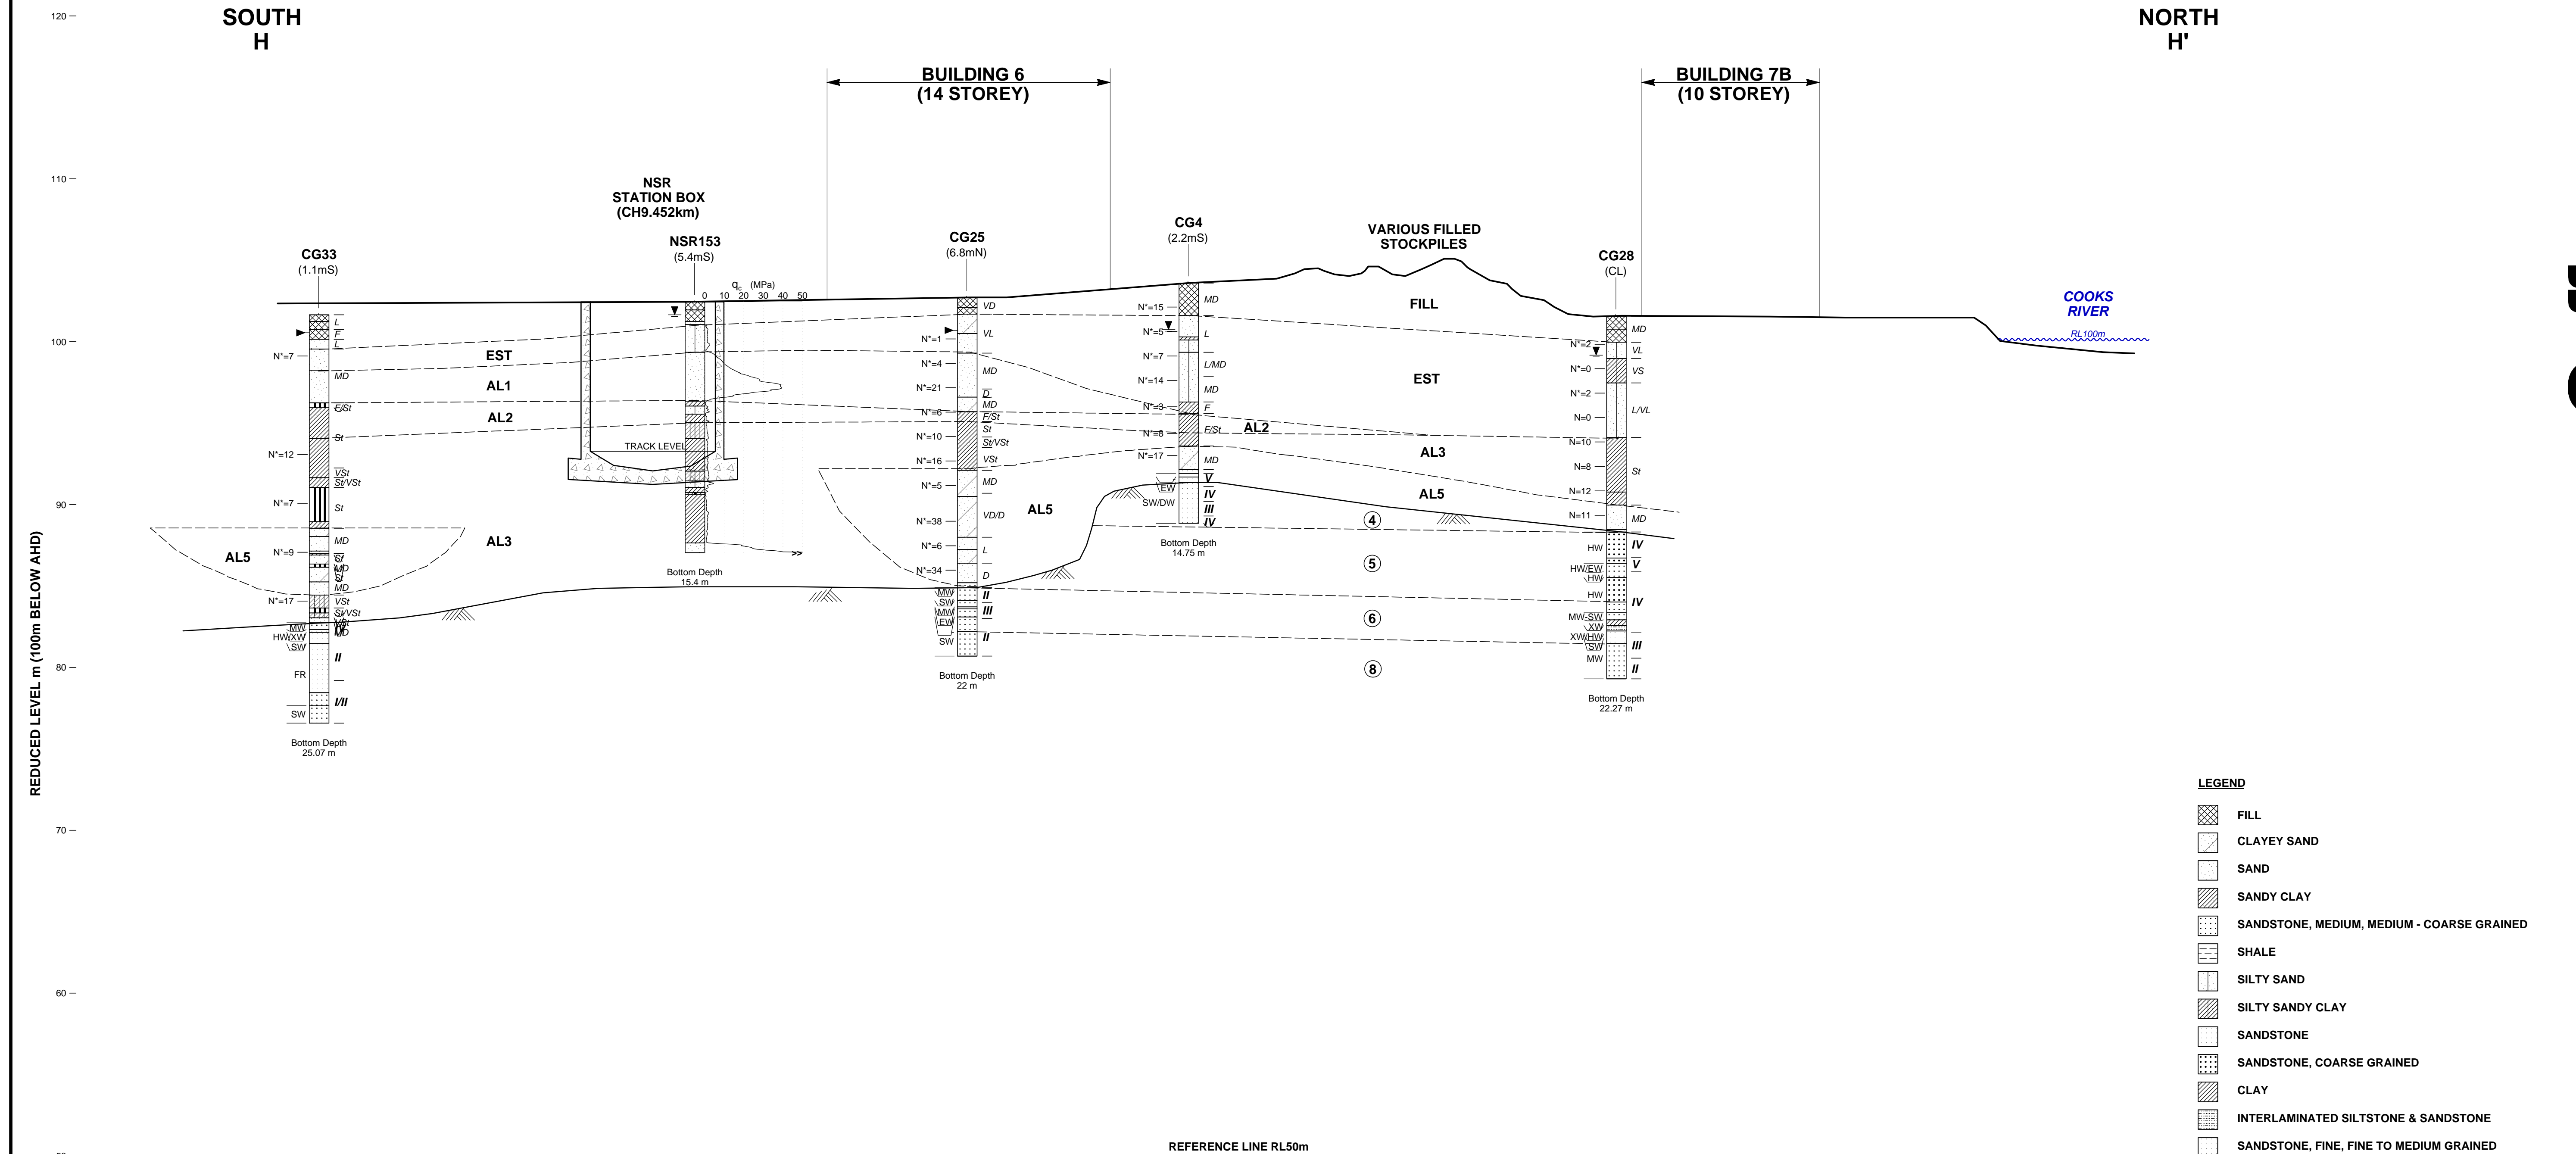 SOUTH
H
NORTH
H'
120
110
100
90
80
70
60
REDUCED LEVEL m (100m BELOW AHD)
BUILDING 6
(14 STOREY)
BUILDING 7B
(10 STOREY)
NSR
STATION BOX
(CH9.452km)
CG33
(1.1mS)
NSR153
(5.4mS)
qc (MPa)
0 10 20 30 40 50
CG25
(6.8mN)
CG4
(2.2mS)
VARIOUS FILLED
STOCKPILES
CG28
(CL)
COOKS
RIVER
RL100m
FILL
EST
AL1
AL2
AL3
AL5
TRACK LEVEL
AL5
EST
AL2
AL3
AL5
4
5
6
8
L
F
L
N*=7
MD
F/St
St
N*=12
VSt
St/VSt
N*=7
St
MD
N*=9
St
MD
St
MD
N*=17
VSt
St/VSt
VSt
MD
MW
IV
HW/XW
SW
II
FR
I/II
SW
Bottom Depth
25.07 m
>>
Bottom Depth
15.4 m
VD
VL
N*=1
N*=4
MD
N*=21
D
MD
N*=6
F/St
St
N*=10
St/VSt
N*=16
VSt
N*=5
MD
N*=38
VD/D
N*=6
L
N*=34
D
MW
II
SW
MW
III
EW
SW
II
Bottom Depth
22 m
N*=15
MD
N*=5
L
N*=7
L/MD
N*=14
MD
N*=3
F
N*=8
F/St
N*=17
MD
V
EW
IV
SW/DW
III
IV
Bottom Depth
14.75 m
MD
N*=2
VL
N*=0
VS
N*=2
N=0
L/VL
N=10
N=8
St
N=12
N=11
MD
HW
IV
HW/EW
V
HW
HW
IV
MW-SW
XW
XW/HW
SW
III
MW
II
Bottom Depth
22.27 m
LEGEND
FILL
CLAYEY SAND
SAND
SANDY CLAY
SANDSTONE, MEDIUM, MEDIUM - COARSE GRAINED
SHALE
SILTY SAND
SILTY SANDY CLAY
SANDSTONE
SANDSTONE, COARSE GRAINED
CLAY
INTERLAMINATED SILTSTONE & SANDSTONE
SANDSTONE, FINE, FINE TO MEDIUM GRAINED
REFERENCE LINE RL50m